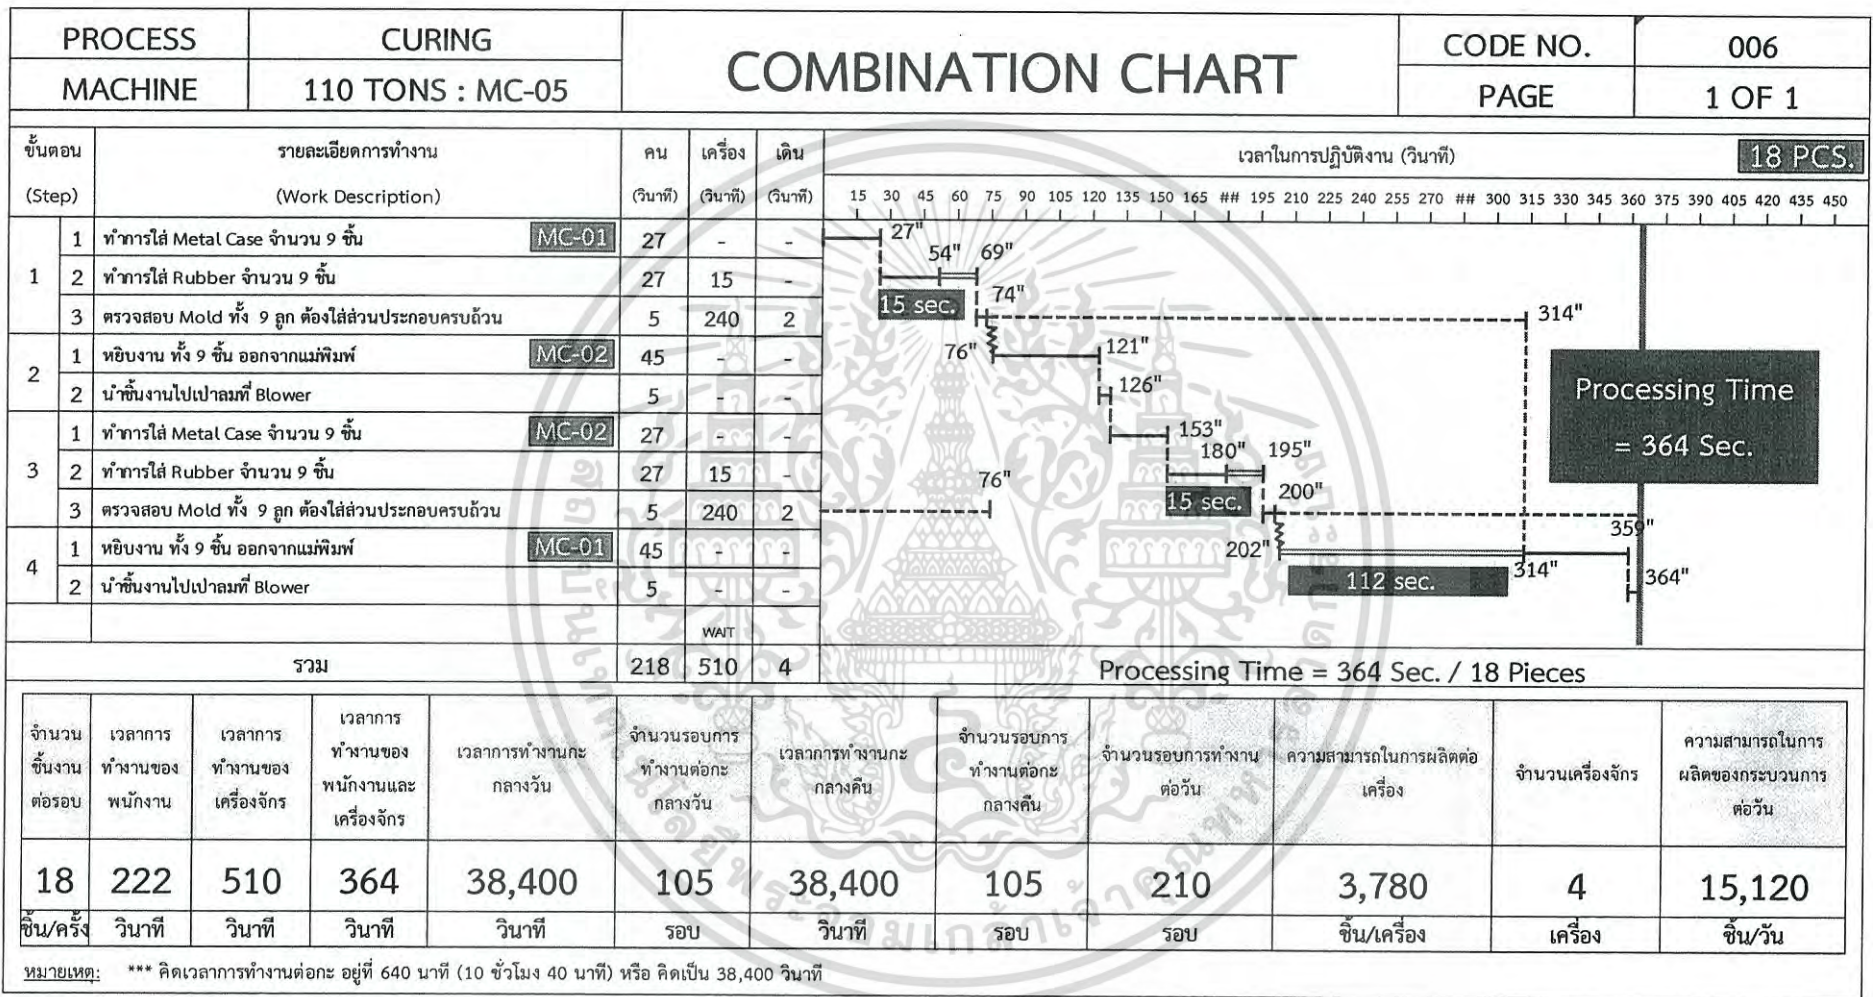 PROCESS CURING COMBINATION CHART CODE NO. 006
MACHINE 110 TONS : MC-05 PAGE 1 OF 1
ขั้นตอน รายละเอียดการทำงาน คน เครื่อง เดิน เวลาในการปฏิบัติงาน (วินาที) 18 PCS.
(Step) (Work Description) (วินาที) (วินาที) (วินาที) 15 30 45 60 75 90 105 120 135 150 165 ## 195 210 225 240 255 270 ## 300 315 330 345 360 375 390 405 420 435 450
1 1 ทำการใส่ Metal Case จำนวน 9 ชิ้น MC-01 27 - - 27"
2 ทำการใส่ Rubber จำนวน 9 ชิ้น 27 15 - 54" 69"
15 sec.
3 ตรวจสอบ Mold ทั้ง 9 ลูก ต้องใส่ส่วนประกอบครบถ้วน 5 240 2 74" 314"
2 1 หยิบงาน ทั้ง 9 ชิ้น ออกจากแม่พิมพ์ MC-02 45 - - 76" 121"
2 นำชิ้นงานไปเป่าลมที่ Blower 5 - - 126"
3 1 ทำการใส่ Metal Case จำนวน 9 ชิ้น MC-02 27 - - 153"
2 ทำการใส่ Rubber จำนวน 9 ชิ้น 27 15 - 180" 195"
15 sec.
3 ตรวจสอบ Mold ทั้ง 9 ลูก ต้องใส่ส่วนประกอบครบถ้วน 5 240 2 76" 200"
4 1 หยิบงาน ทั้ง 9 ชิ้น ออกจากแม่พิมพ์ MC-01 45 - - 202" 314" 359"
112 sec.
2 นำชิ้นงานไปเป่าลมที่ Blower 5 - - 364"
Processing Time
= 364 Sec.
WAIT
รวม 218 510 4 Processing Time = 364 Sec. / 18 Pieces
จำนวน
ชิ้นงาน
ต่อรอบ
เวลาการ
ทำงานของ
พนักงาน
เวลาการ
ทำงานของ
เครื่องจักร
เวลาการ
ทำงานของ
พนักงานและ
เครื่องจักร
เวลาการทำงานกะ
กลางวัน
จำนวนรอบการ
ทำงานต่อกะ
กลางวัน
เวลาการทำงานกะ
กลางคืน
จำนวนรอบการ
ทำงานต่อกะ
กลางคืน
จำนวนรอบการทำงาน
ต่อวัน
ความสามารถในการผลิตต่อ
เครื่อง
จำนวนเครื่องจักร
ความสามารถในการ
ผลิตของกระบวนการ
ต่อวัน
18 222 510 364 38,400 105 38,400 105 210 3,780 4 15,120
ชิ้น/ครั้ง วินาที วินาที วินาที วินาที รอบ วินาที รอบ รอบ ชิ้น/เครื่อง เครื่อง ชิ้น/วัน
หมายเหตุ: *** คิดเวลาการทำงานต่อกะ อยู่ที่ 640 นาที (10 ชั่วโมง 40 นาที) หรือ คิดเป็น 38,400 วินาที